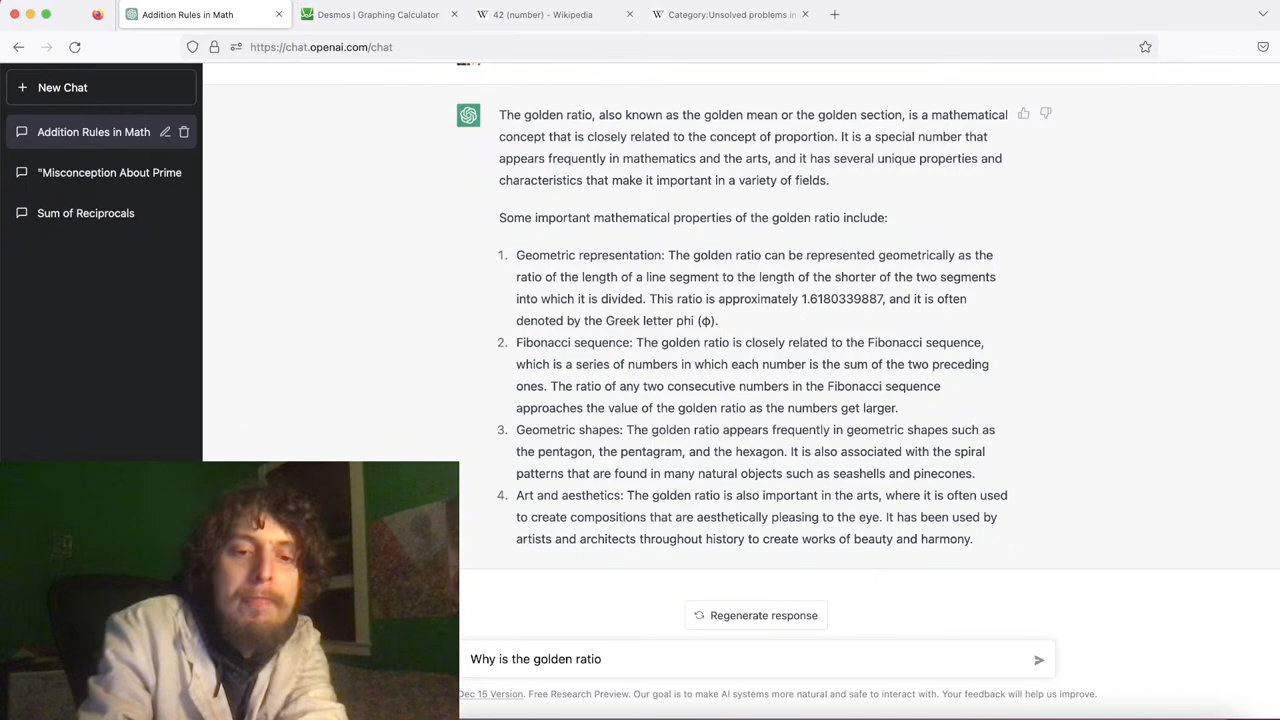 Addition Rules in Math
Desmos | Graphing Calculator
42 (number) - Wikipedia
Category:Unsolved problems in
https://chat.openai.com/chat
New Chat
Addition Rules in Math
"Misconception About Prime
Sum of Reciprocals
The golden ratio, also known as the golden mean or the golden section, is a mathematical
concept that is closely related to the concept of proportion. It is a special number that
appears frequently in mathematics and the arts, and it has several unique properties and
characteristics that make it important in a variety of fields.
Some important mathematical properties of the golden ratio include:
1. Geometric representation: The golden ratio can be represented geometrically as the
ratio of the length of a line segment to the length of the shorter of the two segments
into which it is divided. This ratio is approximately 1.6180339887, and it is often
denoted by the Greek letter phi (φ).
2. Fibonacci sequence: The golden ratio is closely related to the Fibonacci sequence,
which is a series of numbers in which each number is the sum of the two preceding
ones. The ratio of any two consecutive numbers in the Fibonacci sequence
approaches the value of the golden ratio as the numbers get larger.
3. Geometric shapes: The golden ratio appears frequently in geometric shapes such as
the pentagon, the pentagram, and the hexagon. It is also associated with the spiral
patterns that are found in many natural objects such as seashells and pinecones.
4. Art and aesthetics: The golden ratio is also important in the arts, where it is often used
to create compositions that are aesthetically pleasing to the eye. It has been used by
artists and architects throughout history to create works of beauty and harmony.
Regenerate response
Why is the golden ratio
Dec 15 Version. Free Research Preview. Our goal is to make AI systems more natural and safe to interact with. Your feedback will help us improve.